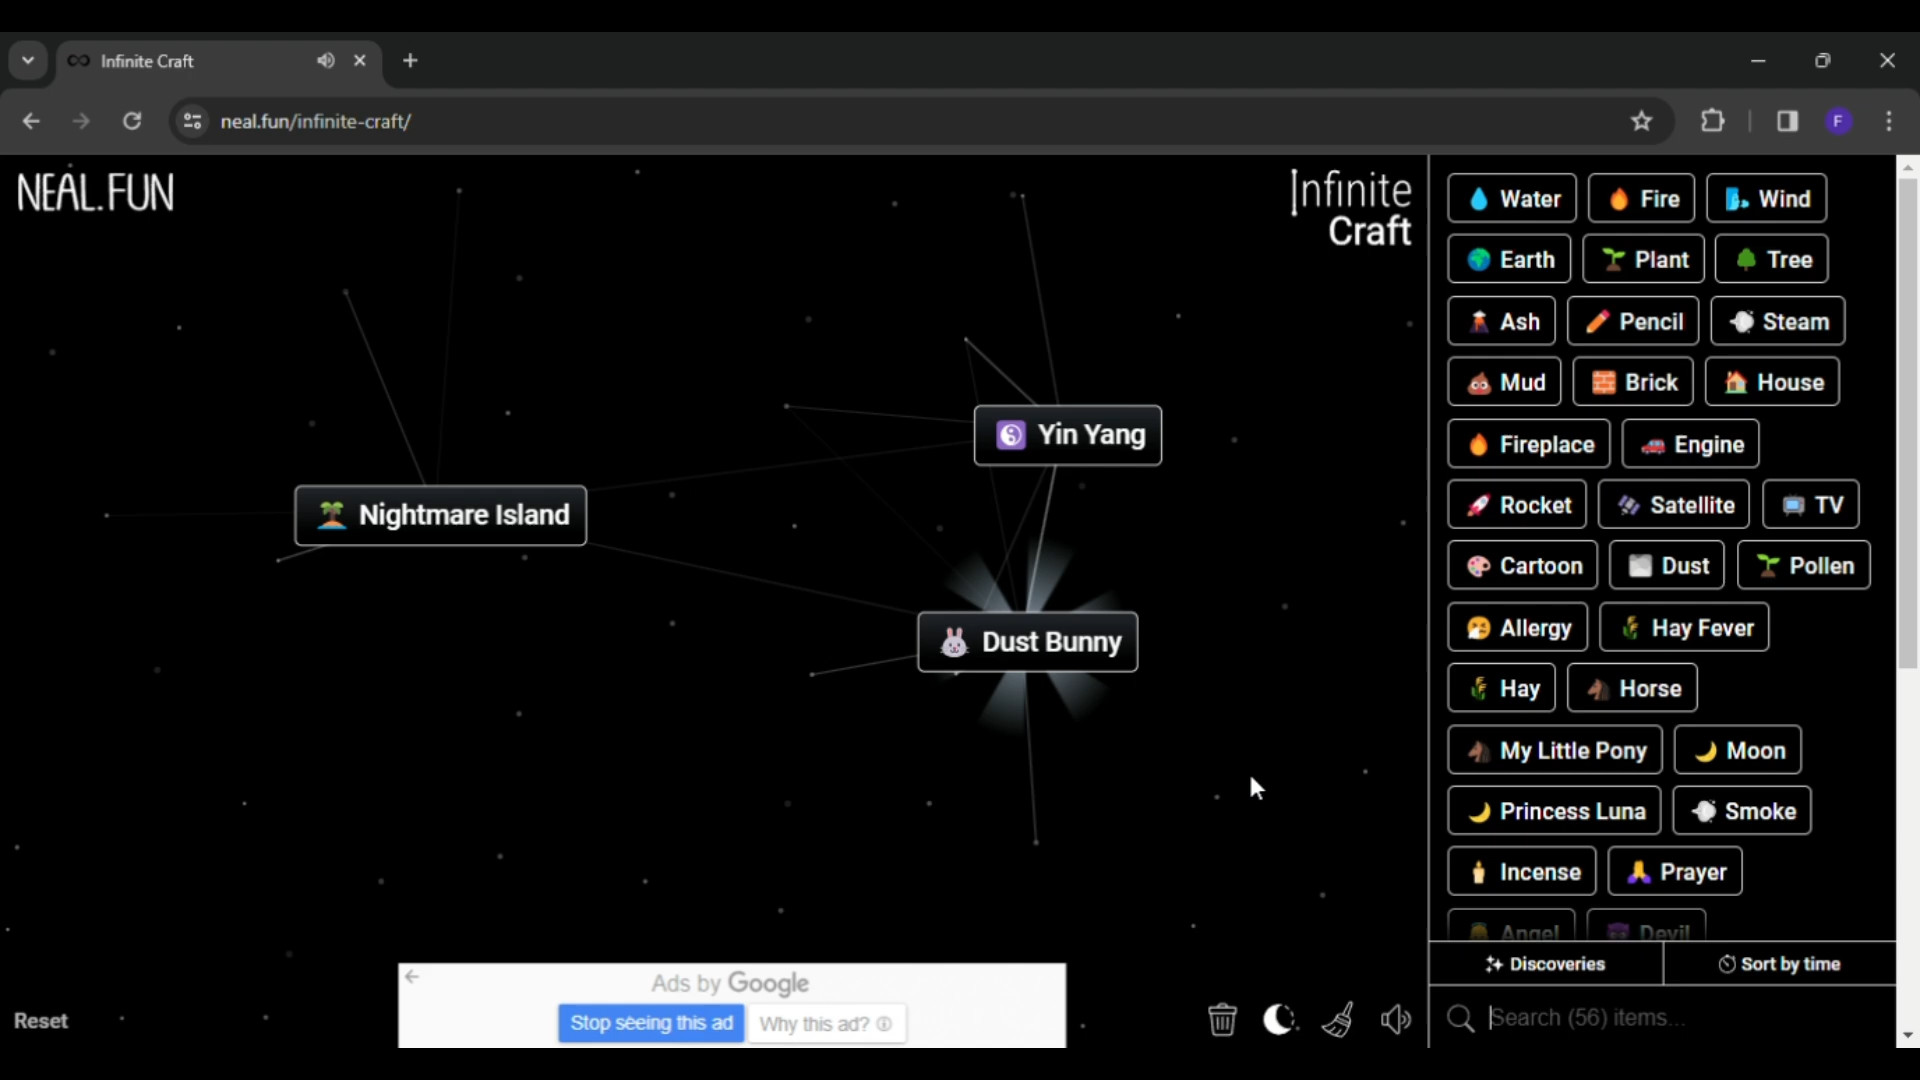 Infinite Craft
neal.fun/infinite-craft/
F
NEAL.FUN
Infinite
Craft
Yin Yang
Nightmare Island
Dust Bunny
Water Fire Wind
Earth Plant Tree
Ash Pencil Steam
Mud Brick House
Fireplace Engine
Rocket Satellite TV
Cartoon Dust Pollen
Allergy Hay Fever
Hay Horse
My Little Pony Moon
Princess Luna Smoke
Incense Prayer
Angel Devil
Discoveries Sort by time
Search (56) items...
Ads by Google
Stop seeing this ad Why this ad?
Reset